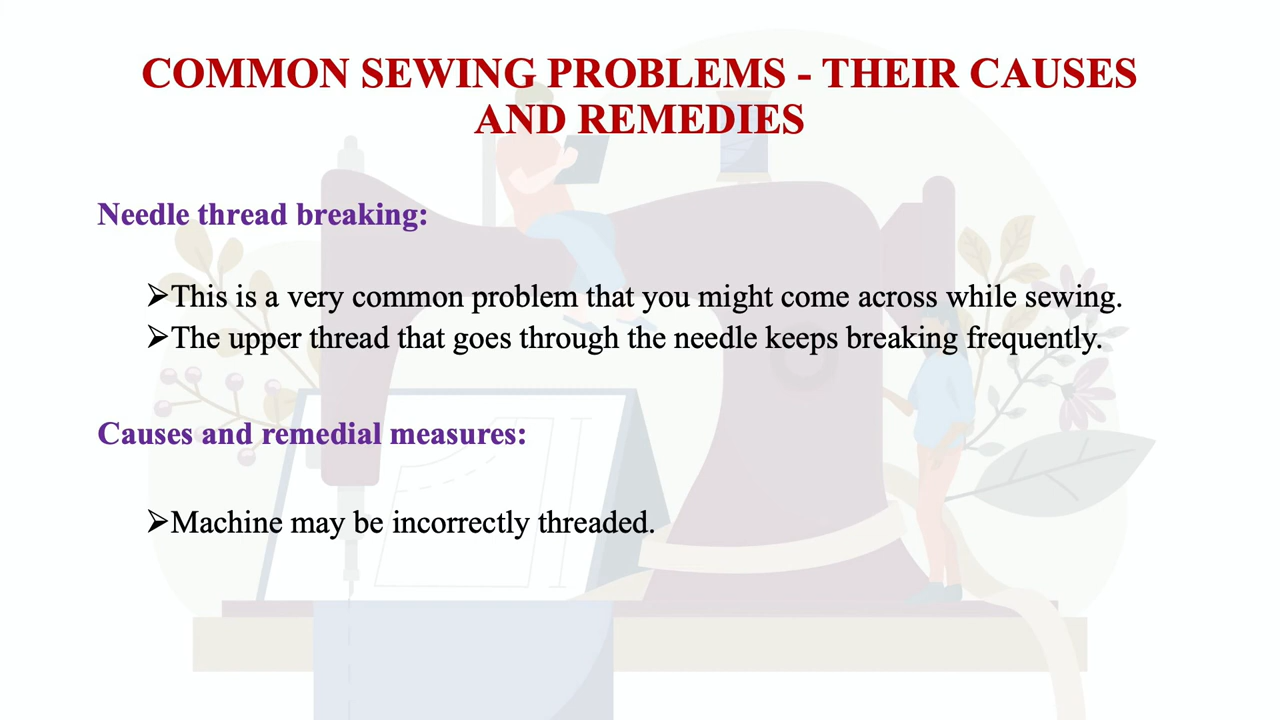 COMMON SEWING PROBLEMS - THEIR CAUSES
AND REMEDIES
Needle thread breaking:
➢This is a very common problem that you might come across while sewing.
➢The upper thread that goes through the needle keeps breaking frequently.
Causes and remedial measures:
➢Machine may be incorrectly threaded.